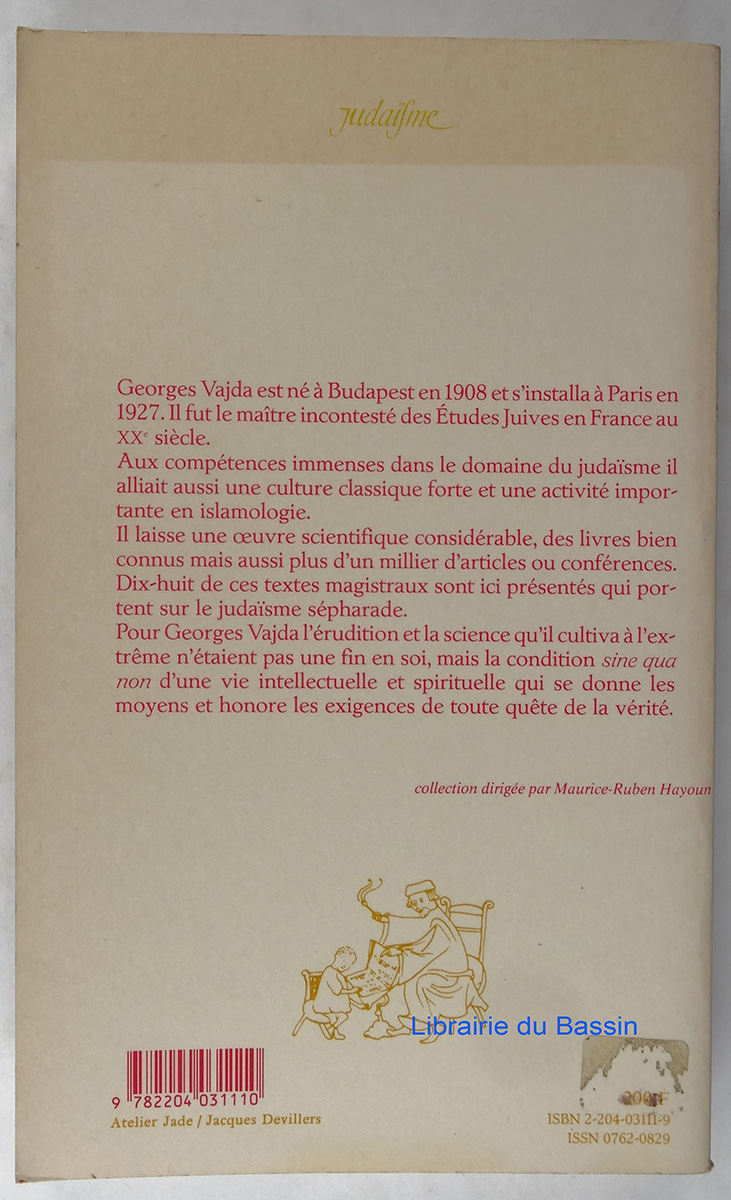 judaïsme
Georges Vajda est né à Budapest en 1908 et s'installa à Paris en
1927. Il fut le maître incontesté des Études Juives en France au
XXe siècle.
Aux compétences immenses dans le domaine du judaïsme il
alliait aussi une culture classique forte et une activité impor-
tante en islamologie.
Il laisse une œuvre scientifique considérable, des livres bien
connus mais aussi plus d'un millier d'articles ou conférences.
Dix-huit de ces textes magistraux sont ici présentés qui por-
tent sur le judaïsme sépharade.
Pour Georges Vajda l'érudition et la science qu'il cultiva à l'ex-
trême n'étaient pas une fin en soi, mais la condition sine qua
non d'une vie intellectuelle et spirituelle qui se donne les
moyens et honore les exigences de toute quête de la vérité.
collection dirigée par Maurice-Ruben Hayoun
Librairie du Bassin
9 782204 031110
Atelier Jade / Jacques Devillers
ISBN 2-204-03111-9
ISSN 0762-0829